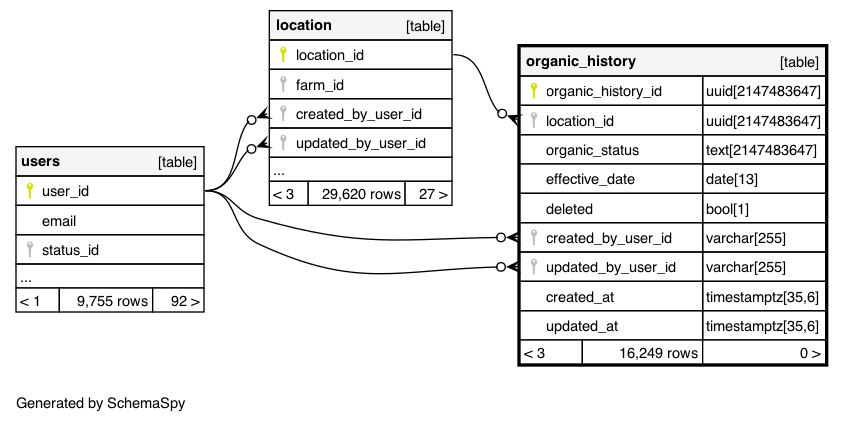 location [table]
location_id
farm_id
created_by_user_id
updated_by_user_id
...
< 3 29,620 rows 27 >
users [table]
user_id
email
status_id
...
< 1 9,755 rows 92 >
organic_history [table]
organic_history_id uuid[2147483647]
location_id uuid[2147483647]
organic_status text[2147483647]
effective_date date[13]
deleted bool[1]
created_by_user_id varchar[255]
updated_by_user_id varchar[255]
created_at timestamptz[35,6]
updated_at timestamptz[35,6]
< 3 16,249 rows 0 >
Generated by SchemaSpy